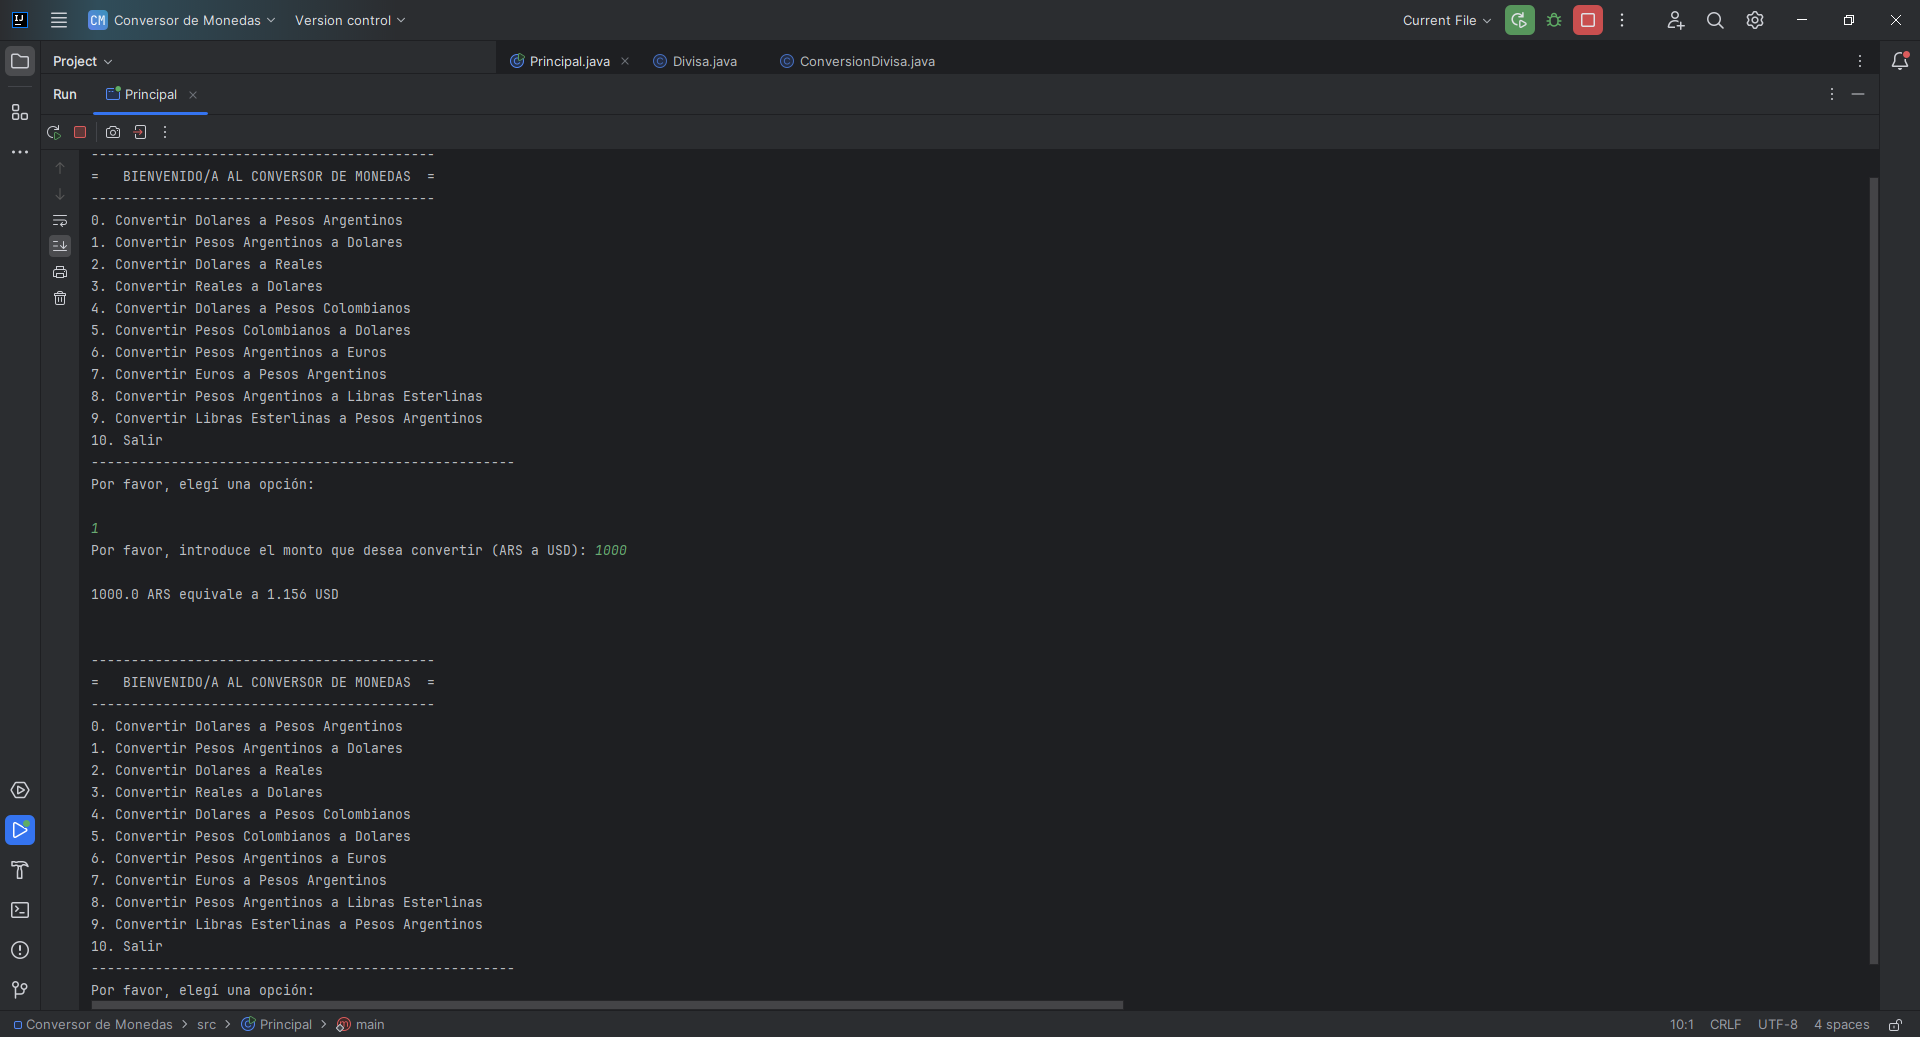 CM Conversor de Monedas Version control Current File
Project Principal.java Divisa.java ConversionDivisa.java
Run Principal
-------------------------------------------
=   BIENVENIDO/A AL CONVERSOR DE MONEDAS  =
-------------------------------------------
0. Convertir Dolares a Pesos Argentinos
1. Convertir Pesos Argentinos a Dolares
2. Convertir Dolares a Reales
3. Convertir Reales a Dolares
4. Convertir Dolares a Pesos Colombianos
5. Convertir Pesos Colombianos a Dolares
6. Convertir Pesos Argentinos a Euros
7. Convertir Euros a Pesos Argentinos
8. Convertir Pesos Argentinos a Libras Esterlinas
9. Convertir Libras Esterlinas a Pesos Argentinos
10. Salir
-----------------------------------------------------
Por favor, elegí una opción:
1
Por favor, introduce el monto que desea convertir (ARS a USD): 1000
1000.0 ARS equivale a 1.156 USD
-------------------------------------------
=   BIENVENIDO/A AL CONVERSOR DE MONEDAS  =
-------------------------------------------
0. Convertir Dolares a Pesos Argentinos
1. Convertir Pesos Argentinos a Dolares
2. Convertir Dolares a Reales
3. Convertir Reales a Dolares
4. Convertir Dolares a Pesos Colombianos
5. Convertir Pesos Colombianos a Dolares
6. Convertir Pesos Argentinos a Euros
7. Convertir Euros a Pesos Argentinos
8. Convertir Pesos Argentinos a Libras Esterlinas
9. Convertir Libras Esterlinas a Pesos Argentinos
10. Salir
-----------------------------------------------------
Por favor, elegí una opción:
Conversor de Monedas > src > Principal > main 10:1 CRLF UTF-8 4 spaces